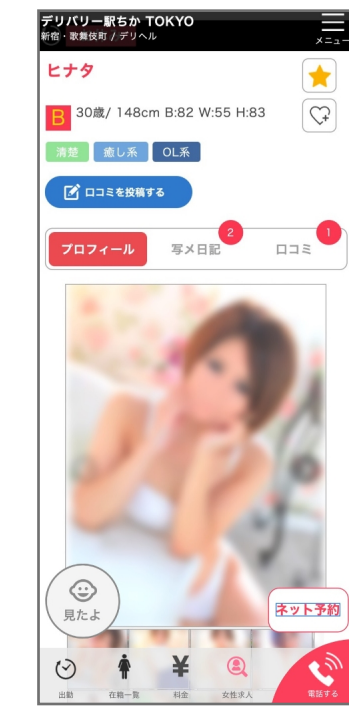 デリバリー駅ちか TOKYO
新宿・歌舞伎町 / デリヘル
メニュー
ヒナタ
B 30歳/ 148cm B:82 W:55 H:83
清楚 癒し系 OL系
口コミを投稿する
プロフィール 写メ日記 2 口コミ 1
見たよ
ネット予約
出勤 在籍一覧 料金 女性求人 電話する